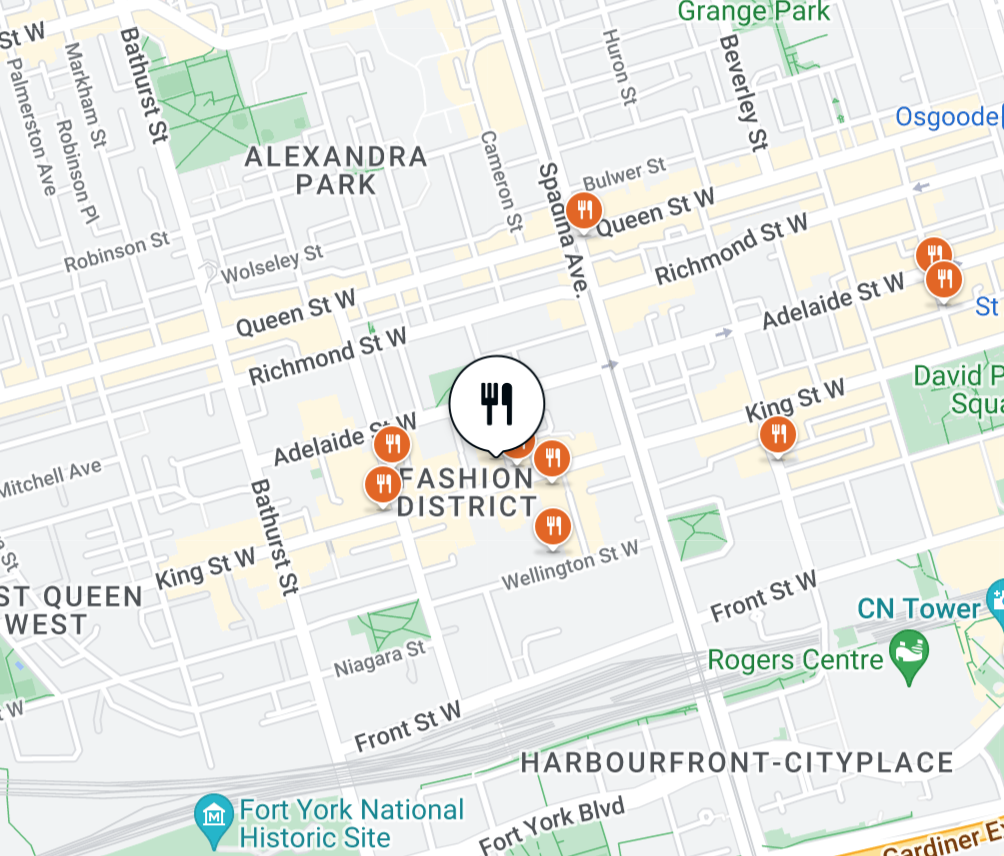 Grange Park
St W
Bathurst St
Markham St
Palmerston Ave
Robinson Pl
Huron St
Beverley St
Osgoode
ALEXANDRA
PARK
Cameron St
Spadina Ave.
Bulwer St
Queen St W
Richmond St W
Robinson St
Wolseley St
Queen St W
Richmond St W
Adelaide St W
St
David P
Squa
King St W
Adelaide St W
Mitchell Ave
FASHION
DISTRICT
Bathurst St
King St W
Wellington St W
ST QUEEN
WEST
Front St W
CN Tower
Rogers Centre
Niagara St
t W
Front St W
HARBOURFRONT-CITYPLACE
Fort York National
Historic Site
Fort York Blvd
Gardiner Ex